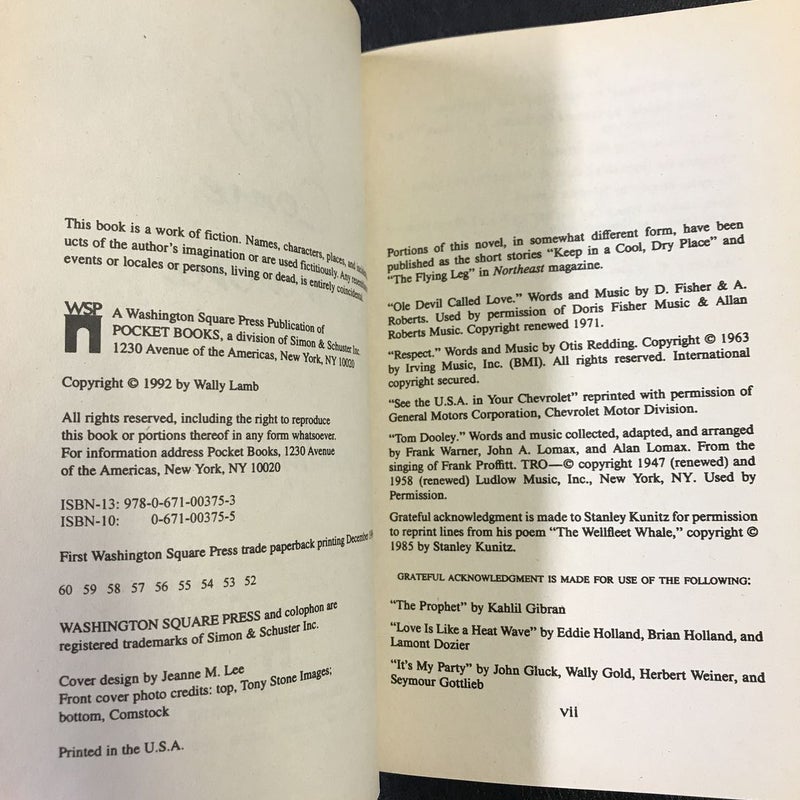 This book is a work of fiction. Names, characters, places, and
ucts of the author's imagination or are used fictitiously. Any
events or locales or persons, living or dead, is entirely coincidental.
WSP
A Washington Square Press Publication of
POCKET BOOKS, a division of Simon & Schuster Inc.
1230 Avenue of the Americas, New York, NY 10020
Copyright © 1992 by Wally Lamb
All rights reserved, including the right to reproduce
this book or portions thereof in any form whatsoever.
For information address Pocket Books, 1230 Avenue
of the Americas, New York, NY 10020
ISBN-13: 978-0-671-00375-3
ISBN-10: 0-671-00375-5
First Washington Square Press trade paperback printing December
60 59 58 57 56 55 54 53 52
WASHINGTON SQUARE PRESS and colophon are
registered trademarks of Simon & Schuster Inc.
Cover design by Jeanne M. Lee
Front cover photo credits: top, Tony Stone Images;
bottom, Comstock
Printed in the U.S.A.
Portions of this novel, in somewhat different form, have been
published as the short stories "Keep in a Cool, Dry Place" and
"The Flying Leg" in Northeast magazine.
"Ole Devil Called Love." Words and Music by D. Fisher & A.
Roberts. Used by permission of Doris Fisher Music & Allan
Roberts Music. Copyright renewed 1971.
"Respect." Words and Music by Otis Redding. Copyright © 1963
by Irving Music, Inc. (BMI). All rights reserved. International
copyright secured.
"See the U.S.A. in Your Chevrolet" reprinted with permission of
General Motors Corporation, Chevrolet Motor Division.
"Tom Dooley." Words and music collected, adapted, and arranged
by Frank Warner, John A. Lomax, and Alan Lomax. From the
singing of Frank Proffitt. TRO—© copyright 1947 (renewed) and
1958 (renewed) Ludlow Music, Inc., New York, NY. Used by
Permission.
Grateful acknowledgment is made to Stanley Kunitz for permission
to reprint lines from his poem "The Wellfleet Whale," copyright ©
1985 by Stanley Kunitz.
GRATEFUL ACKNOWLEDGMENT IS MADE FOR USE OF THE FOLLOWING:
"The Prophet" by Kahlil Gibran
"Love Is Like a Heat Wave" by Eddie Holland, Brian Holland, and
Lamont Dozier
"It's My Party" by John Gluck, Wally Gold, Herbert Weiner, and
Seymour Gottlieb
vii